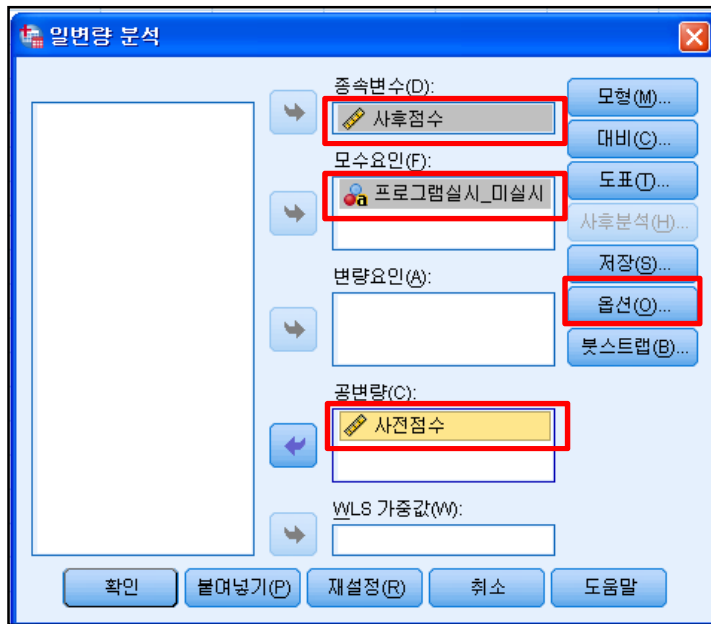 일변량 분석
종속변수(D):
사후점수
모수요인(F):
a 프로그램실시_미실시
변량요인(A):
공변량(C):
사전점수
WLS 가중값(W):
모형(M)...
대비(C)...
도표(T)...
사후분석(H)...
저장(S)...
옵션(O)...
붓스트랩(B)...
확인
붙여넣기(P)
재설정(R)
취소
도움말